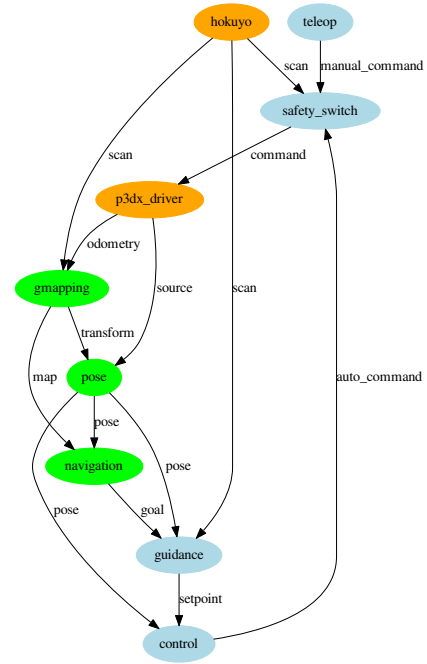 hokuyo
teleop
scan
manual_command
safety_switch
scan
command
p3dx_driver
odometry
gmapping
source
scan
transform
map
pose
auto_command
pose
navigation
pose
pose
goal
guidance
setpoint
control